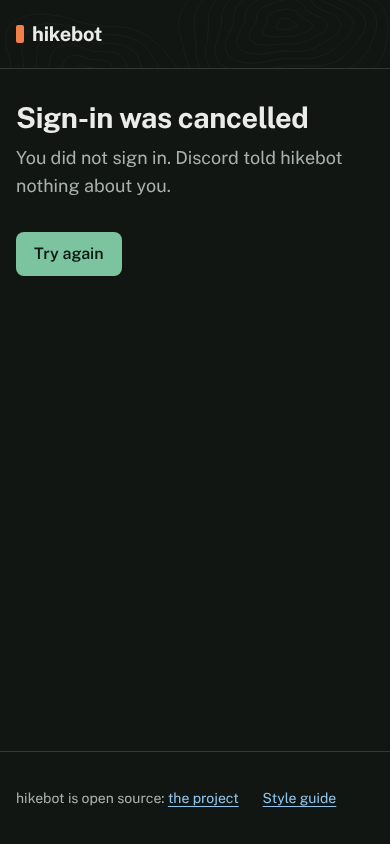 hikebot
Sign-in was cancelled
You did not sign in. Discord told hikebot
nothing about you.
Try again
hikebot is open source: the project Style guide